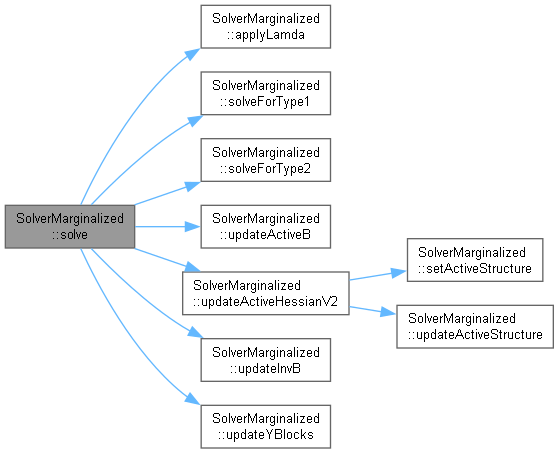 SolverMarginalized
::solve
SolverMarginalized
::applyLamda
SolverMarginalized
::solveForType1
SolverMarginalized
::solveForType2
SolverMarginalized
::updateActiveB
SolverMarginalized
::updateActiveHessianV2
SolverMarginalized
::setActiveStructure
SolverMarginalized
::updateActiveStructure
SolverMarginalized
::updateInvB
SolverMarginalized
::updateYBlocks